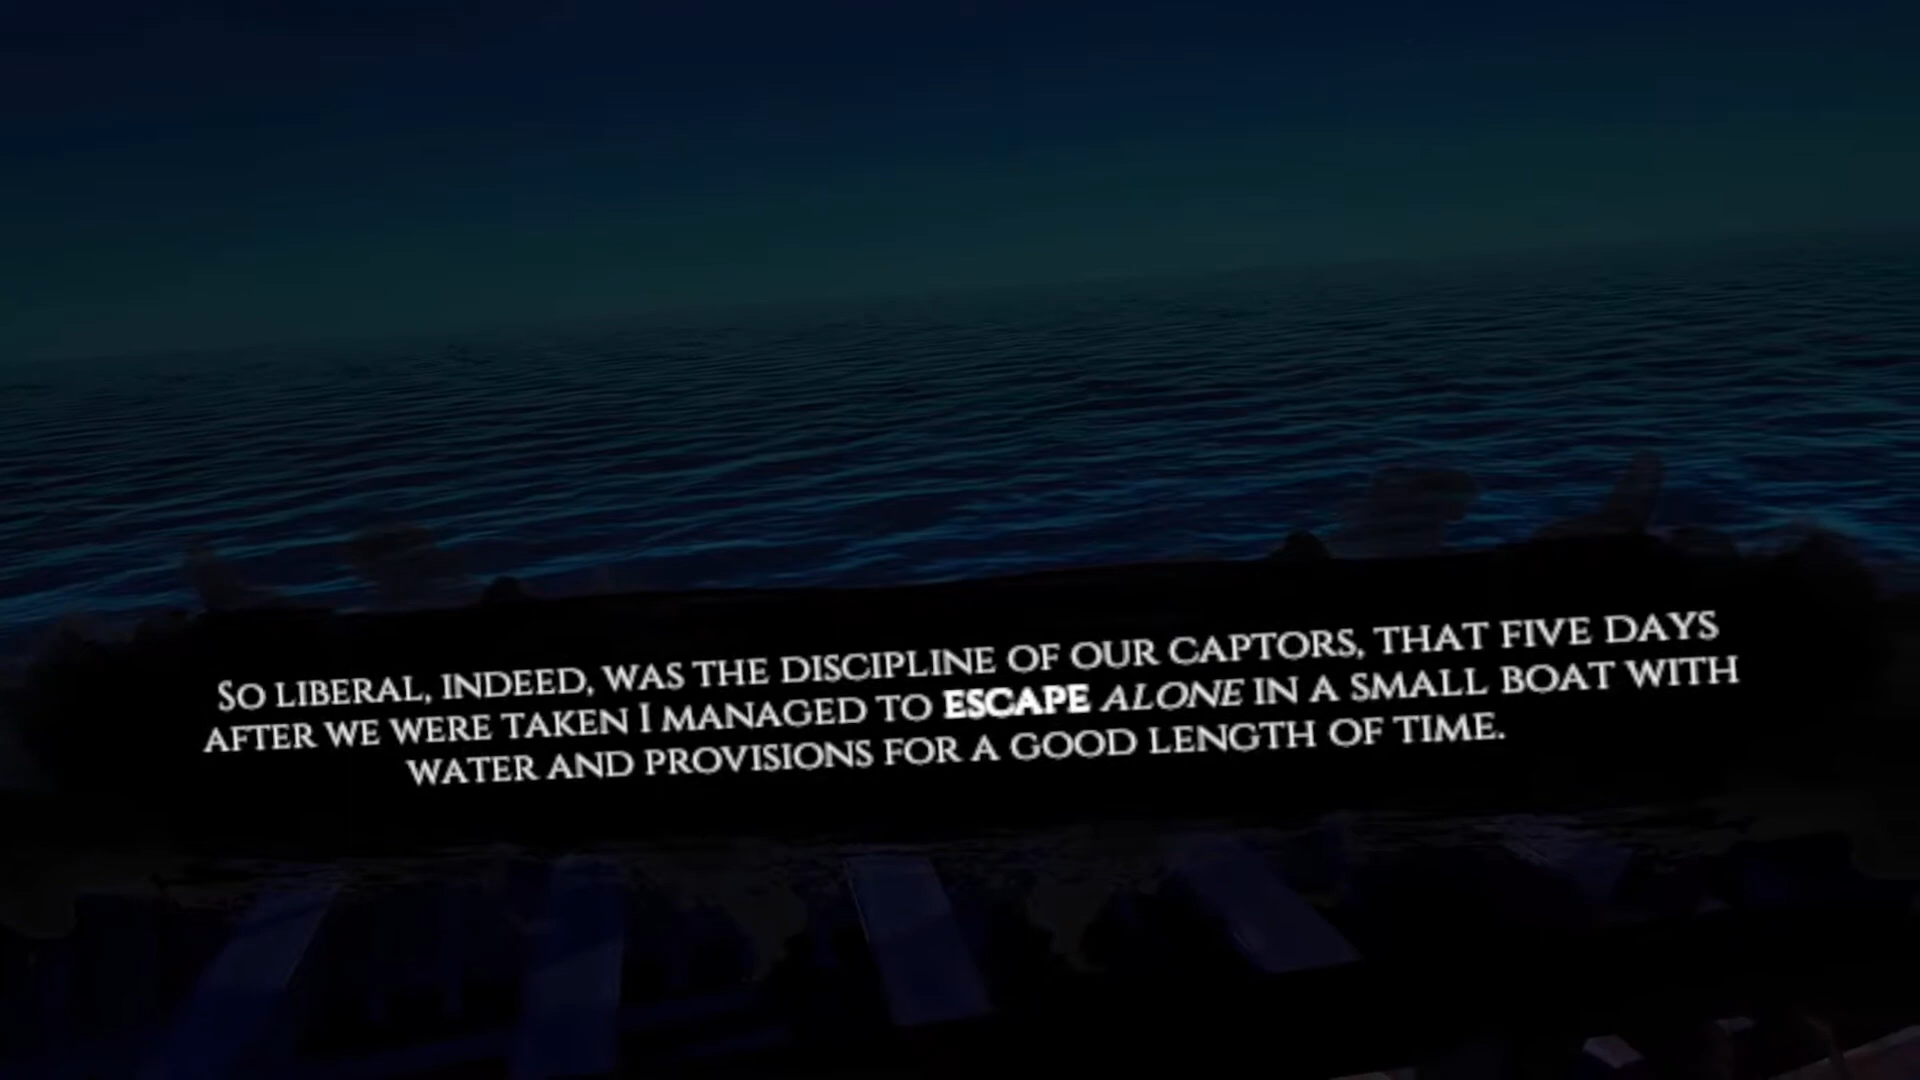 So liberal, indeed, was the discipline of our captors, that five days
after we were taken I managed to escape alone in a small boat with
water and provisions for a good length of time.